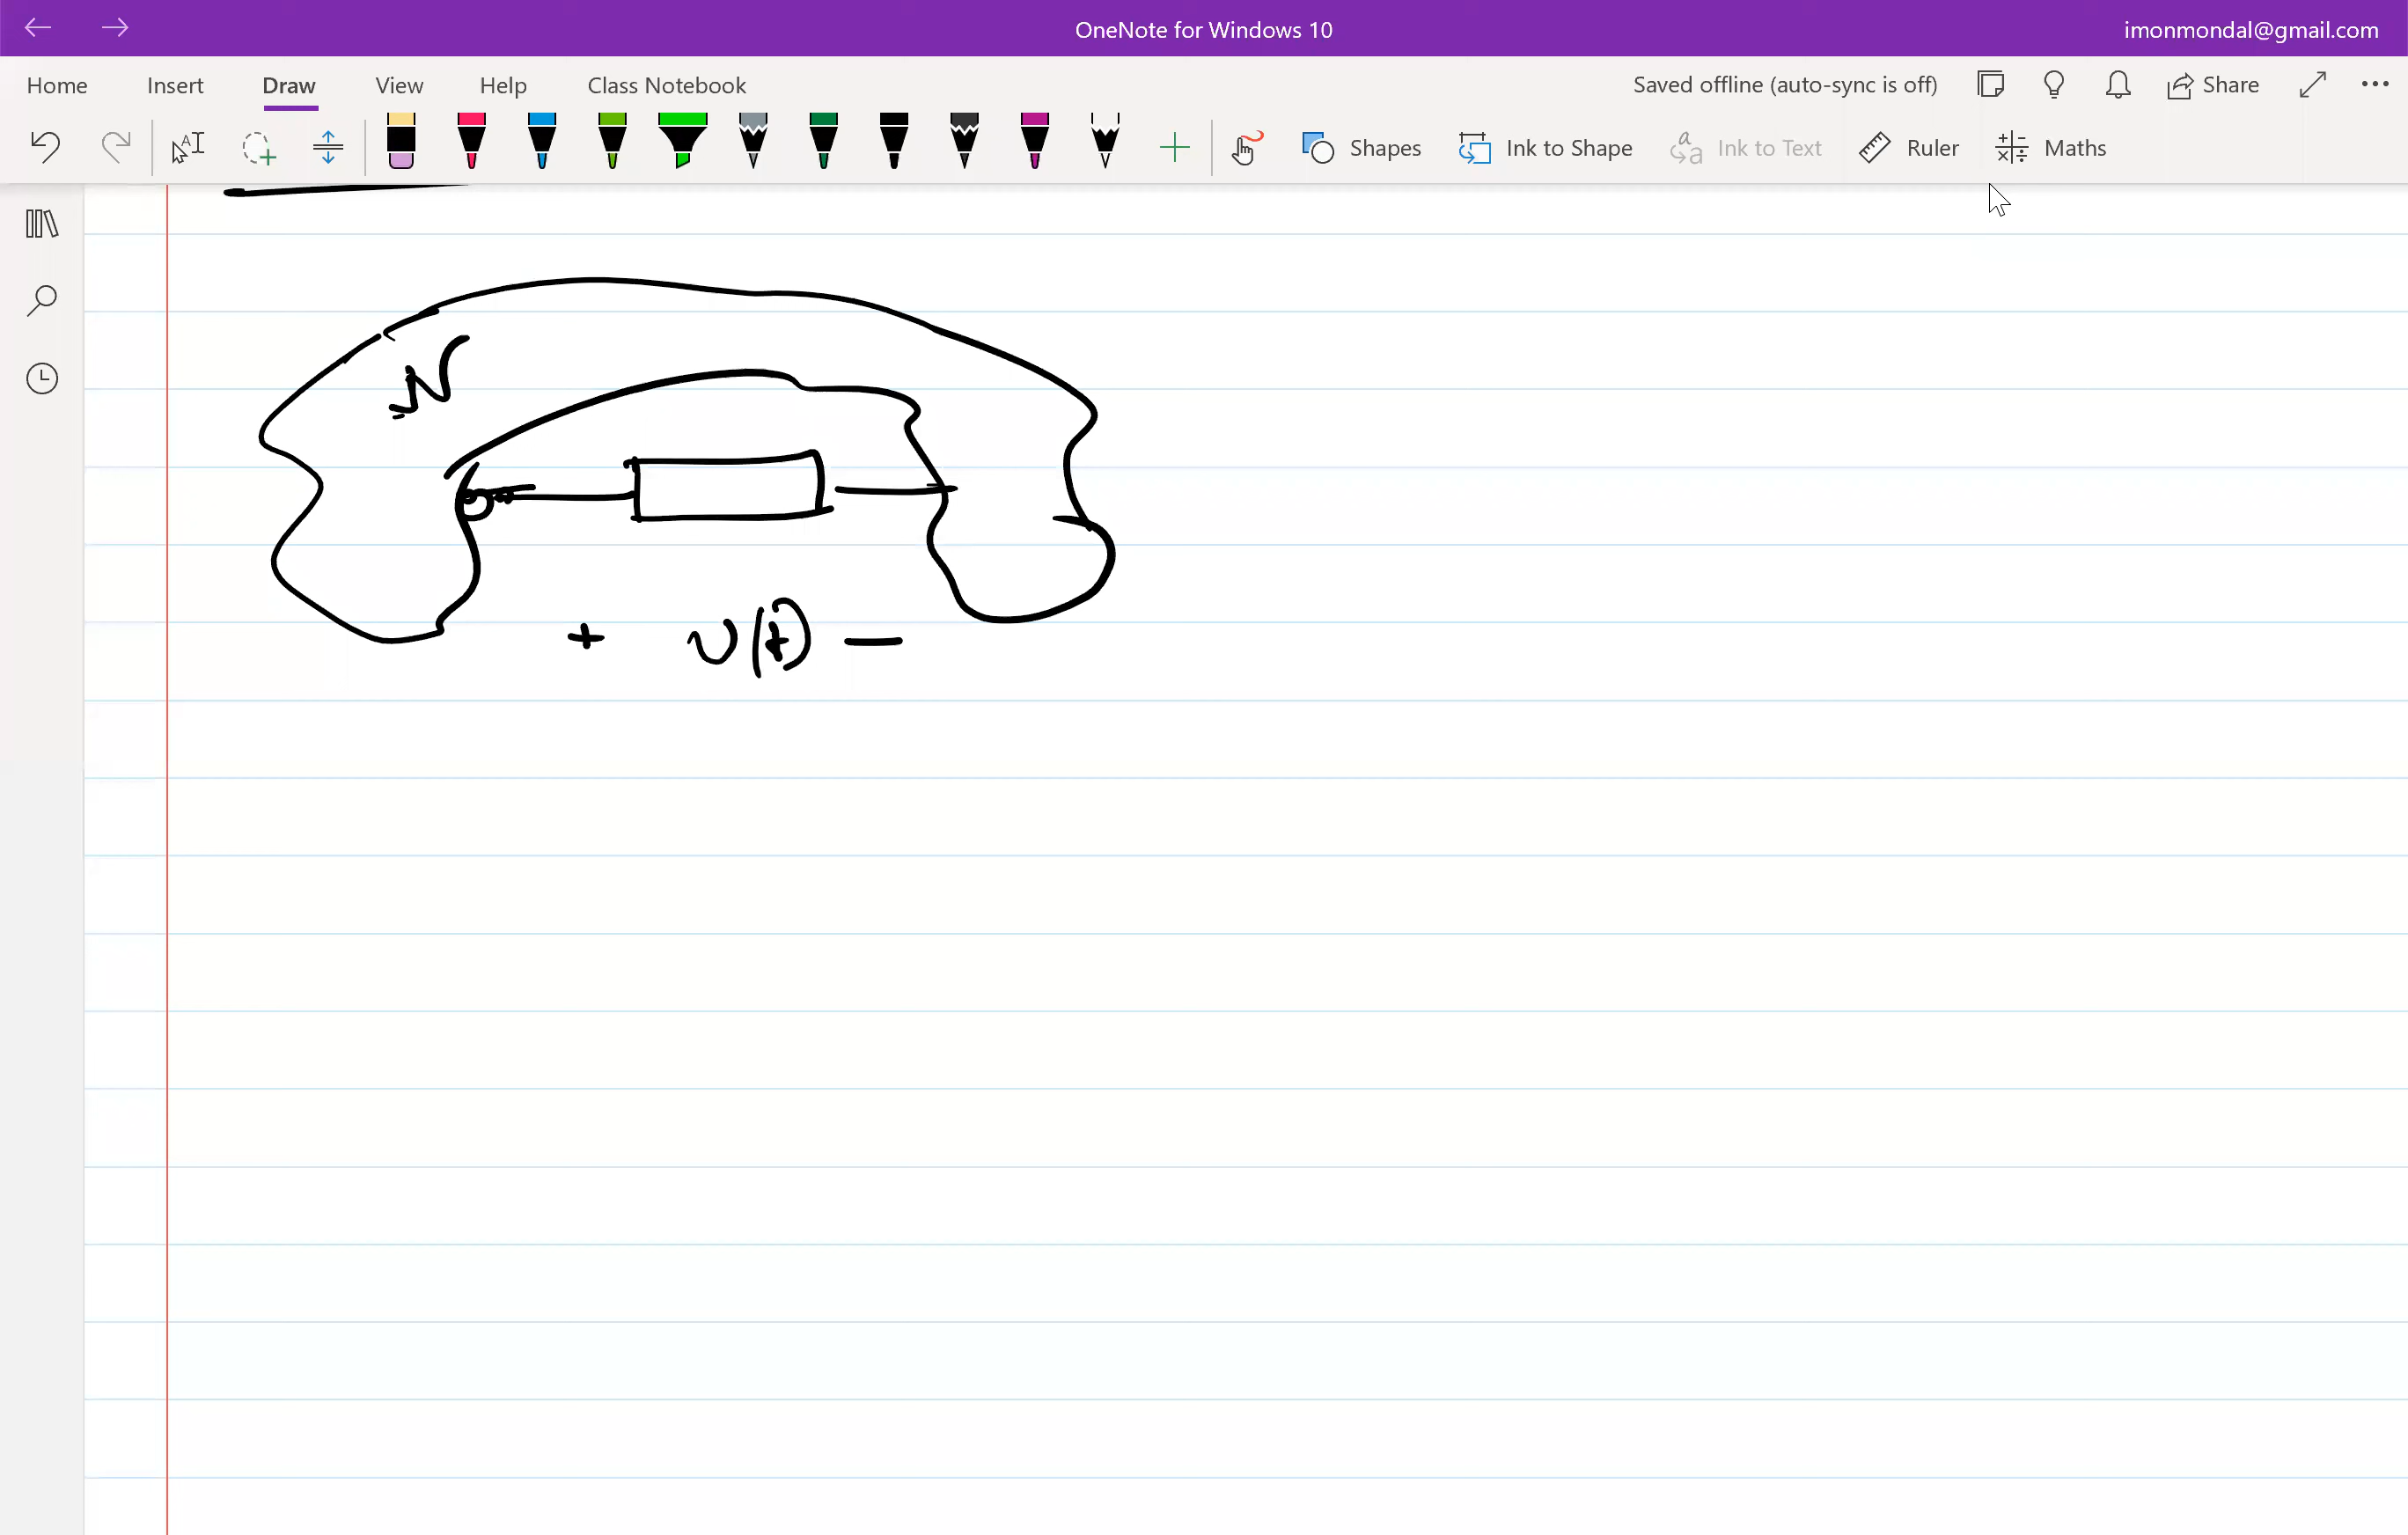 OneNote for Windows 10
imonmondal@gmail.com
Home Insert Draw View Help Class Notebook
Saved offline (auto-sync is off) Share
Shapes Ink to Shape Ink to Text Ruler Maths
N
+ v(t) −